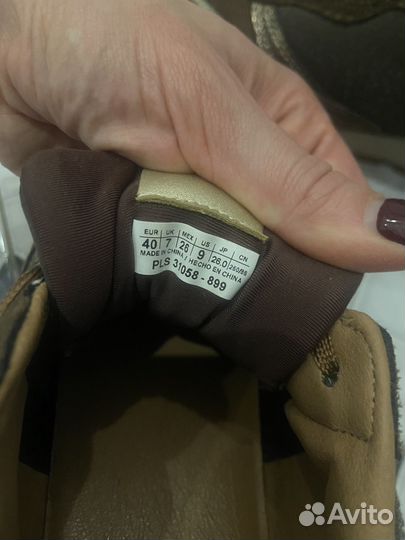 EUR UK MEX US JP CN
40 7 26 9 26.0 260/88
MADE IN CHINA / HECHO EN CHINA
PLS 31058 - 899
Avito